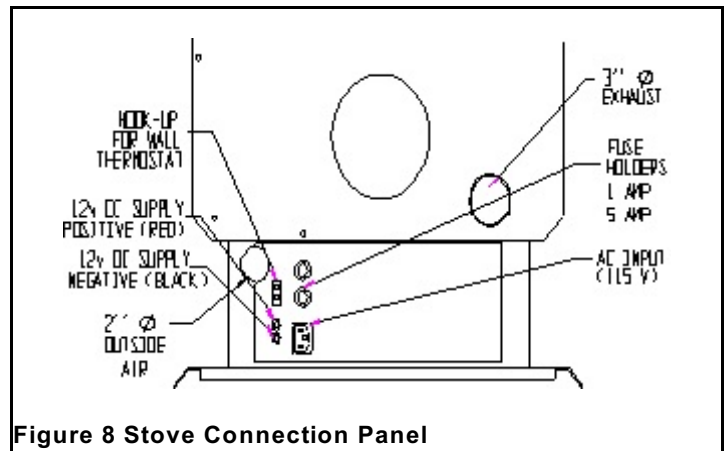 HOOK-UP
FOR WALL
THERMOSTAT
12v DC SUPPLY
POSITIVE (RED)
12v DC SUPPLY
NEGATIVE (BLACK)
2'' Ø
OUTSIDE
AIR
3'' Ø
EXHAUST
FUSE
HOLDERS
1 AMP
5 AMP
AC INPUT
(115 V)
Figure 8 Stove Connection Panel